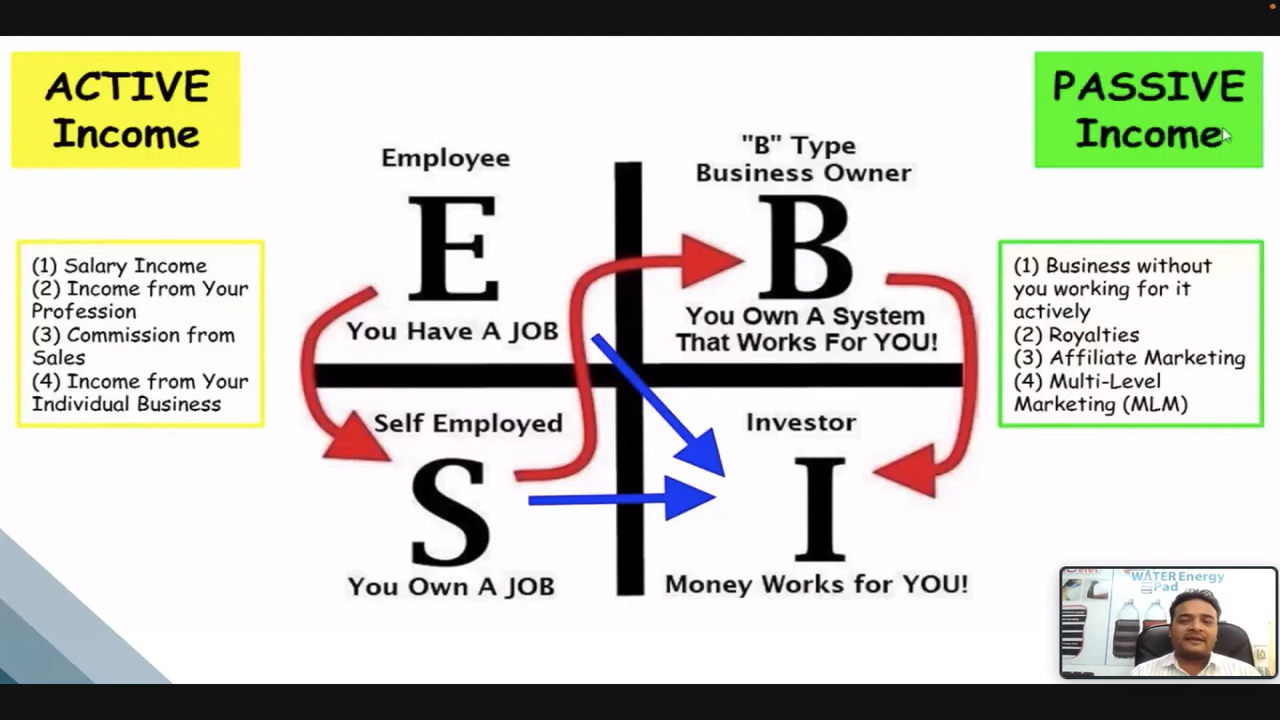 ACTIVE
Income
PASSIVE
Income
Employee
E
You Have A JOB
"B" Type
Business Owner
B
You Own A System
That Works For YOU!
(1) Salary Income
(2) Income from Your
Profession
(3) Commission from
Sales
(4) Income from Your
Individual Business
(1) Business without
you working for it
actively
(2) Royalties
(3) Affiliate Marketing
(4) Multi-Level
Marketing (MLM)
Self Employed
S
You Own A JOB
Investor
I
Money Works for YOU!
WATER Energy
Pad